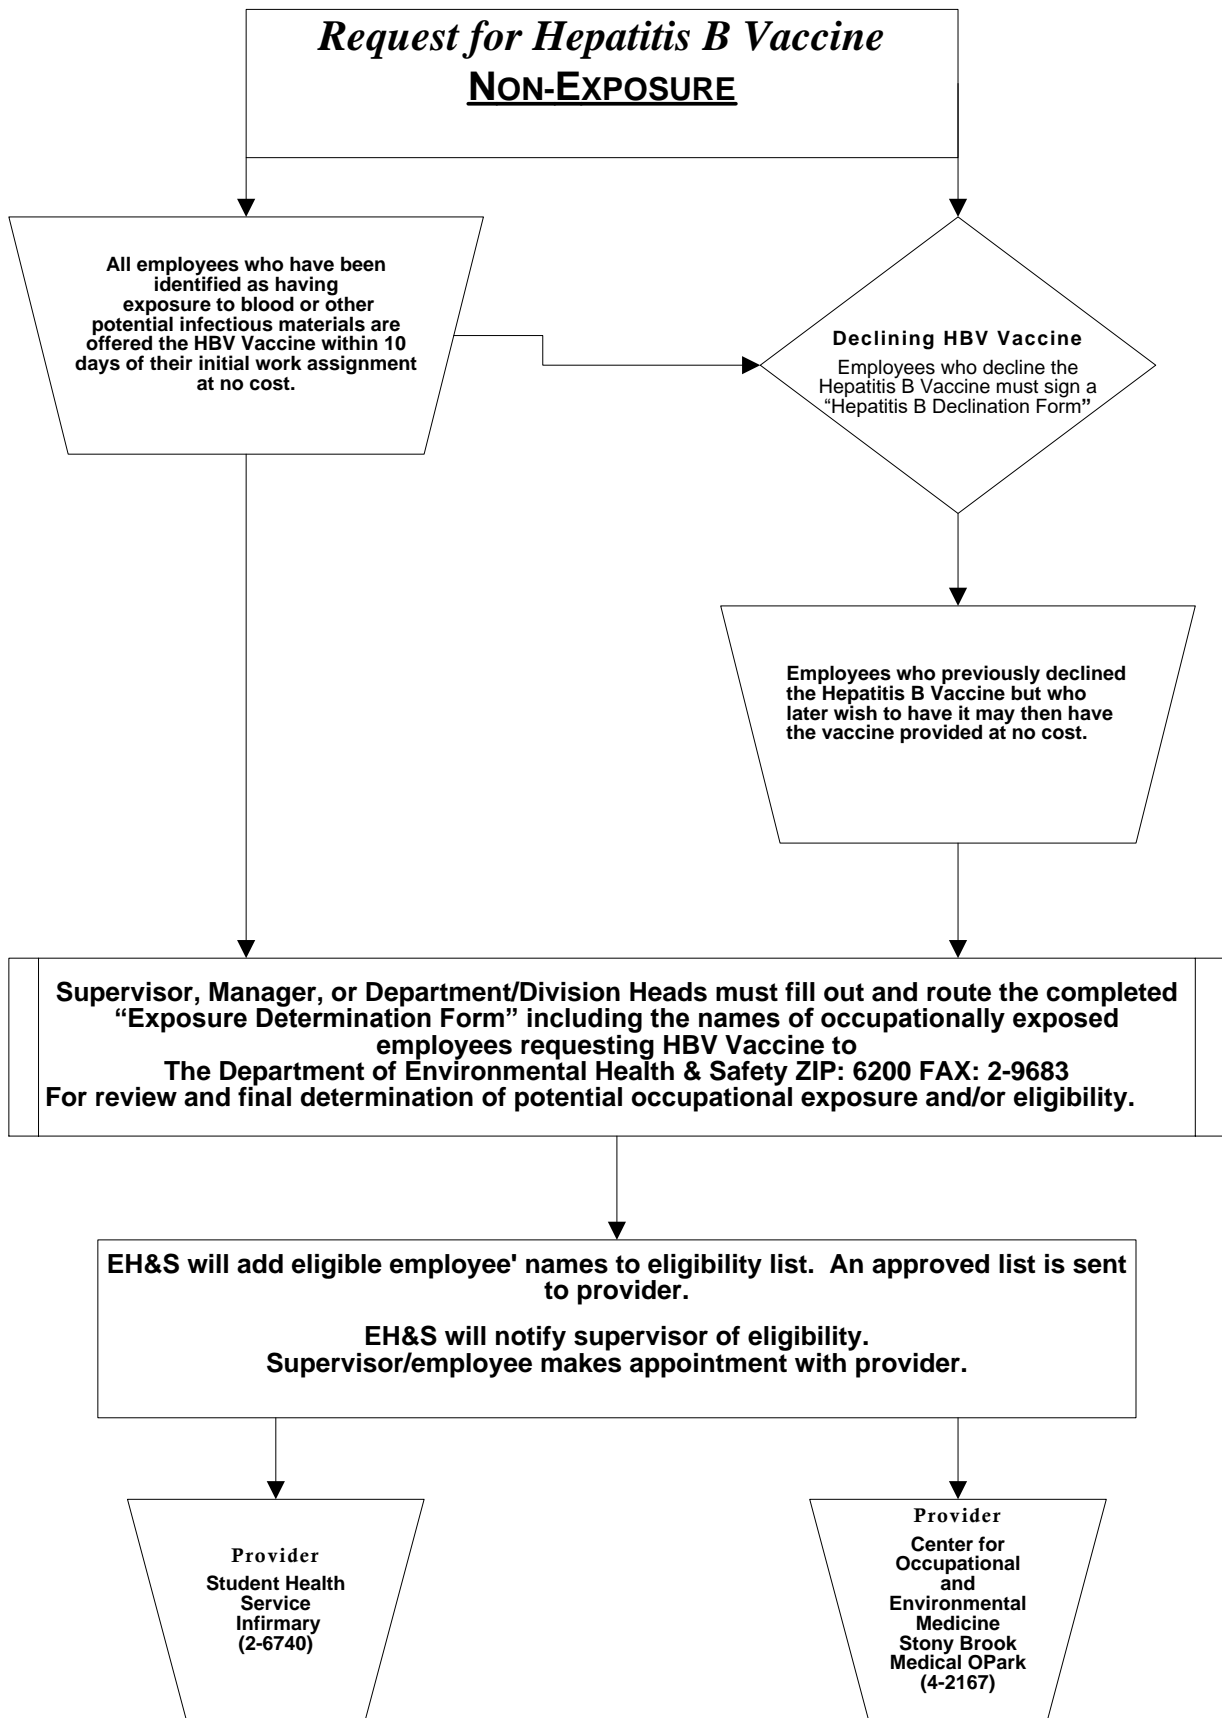 Request for Hepatitis B Vaccine
NON-EXPOSURE
All employees who have been
identified as having
exposure to blood or other
potential infectious materials are
offered the HBV Vaccine within 10
days of their initial work assignment
at no cost.
Declining HBV Vaccine
Employees who decline the
Hepatitis B Vaccine must sign a
“Hepatitis B Declination Form”
Employees who previously declined
the Hepatitis B Vaccine but who
later wish to have it may then have
the vaccine provided at no cost.
Supervisor, Manager, or Department/Division Heads must fill out and route the completed
“Exposure Determination Form” including the names of occupationally exposed
employees requesting HBV Vaccine to
The Department of Environmental Health & Safety ZIP: 6200 FAX: 2-9683
For review and final determination of potential occupational exposure and/or eligibility.
EH&S will add eligible employee' names to eligibility list.  An approved list is sent
to provider.
EH&S will notify supervisor of eligibility.
Supervisor/employee makes appointment with provider.
Provider
Student Health
Service
Infirmary
(2-6740)
Provider
Center for
Occupational
and
Environmental
Medicine
Stony Brook
Medical OPark
(4-2167)